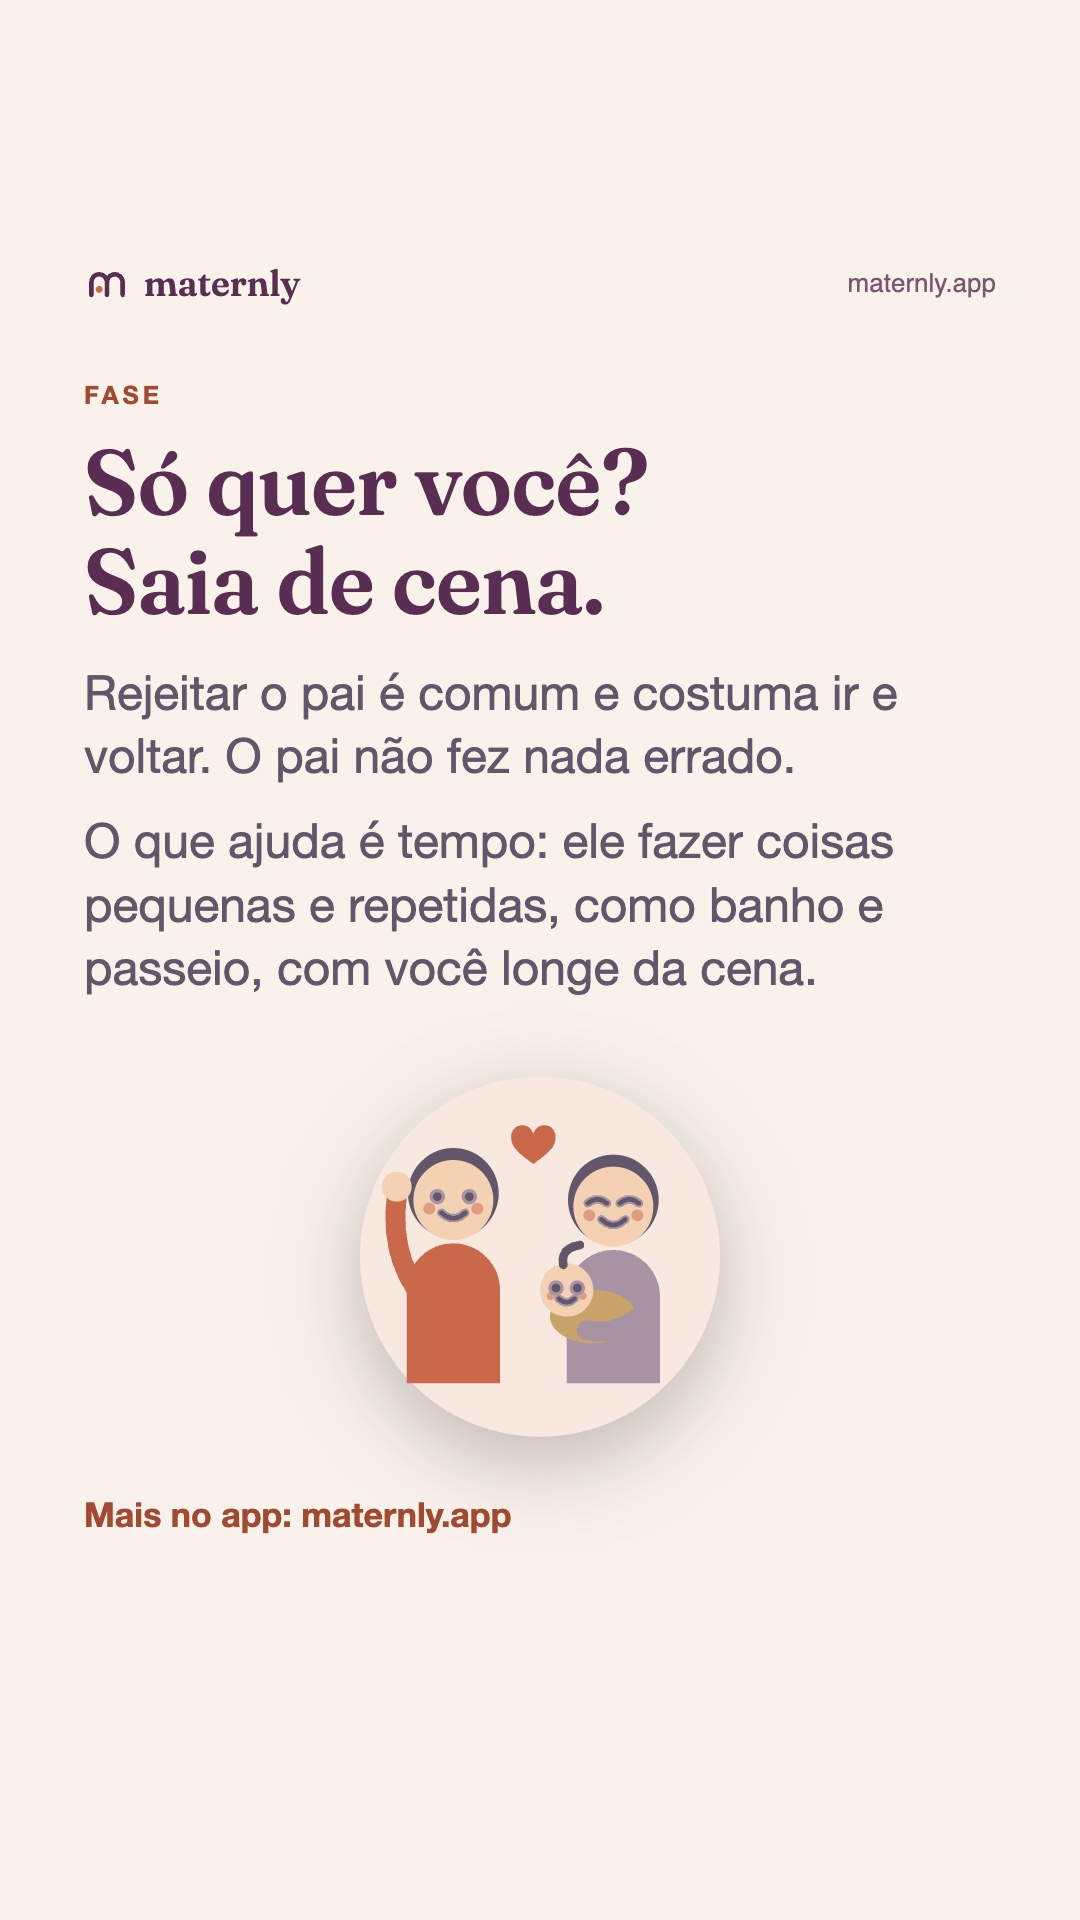 maternly
maternly.app
FASE
Só quer você?
Saia de cena.
Rejeitar o pai é comum e costuma ir e
voltar. O pai não fez nada errado.
O que ajuda é tempo: ele fazer coisas
pequenas e repetidas, como banho e
passeio, com você longe da cena.
Mais no app: maternly.app